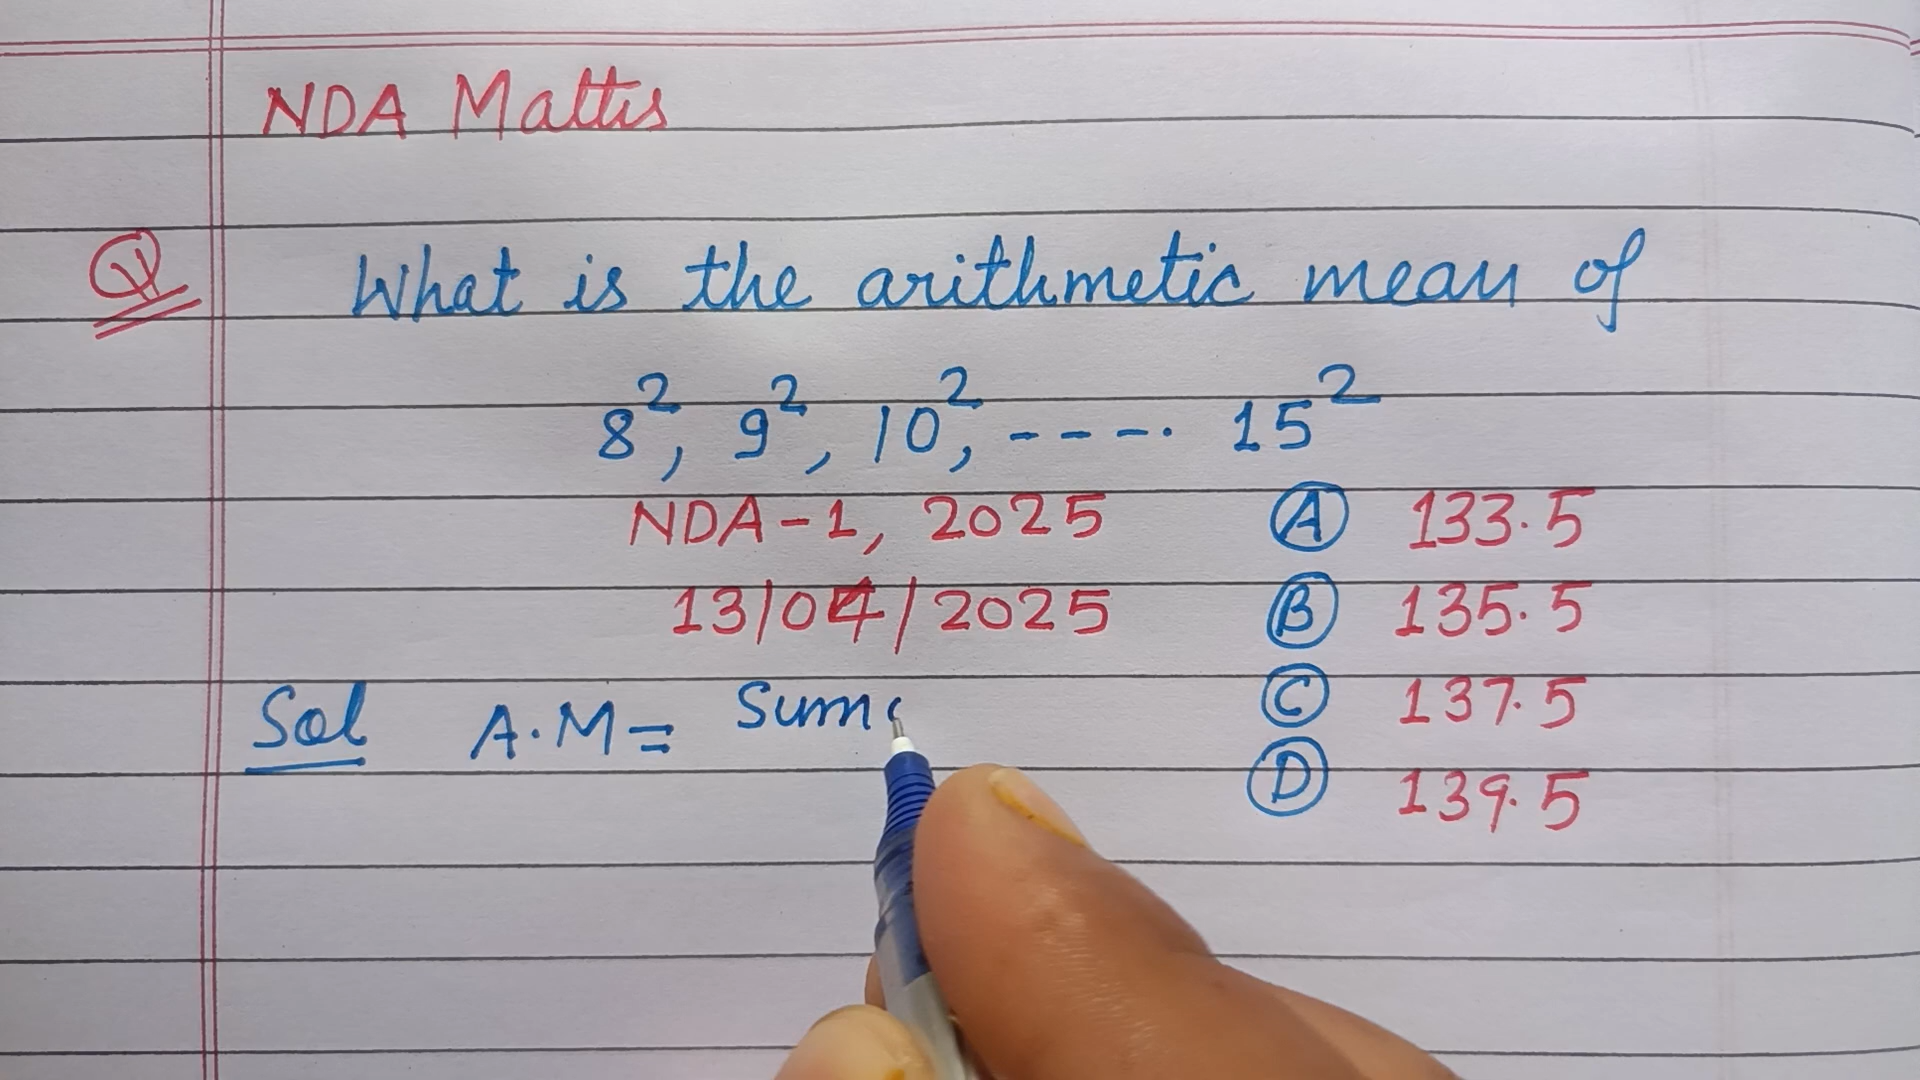 NDA Maths
Q What is the arithmetic mean of
8², 9², 10², ----. 15²
NDA-1, 2025
13/04/2025
A 133.5
B 135.5
C 137.5
D 139.5
Sol A.M = Sum